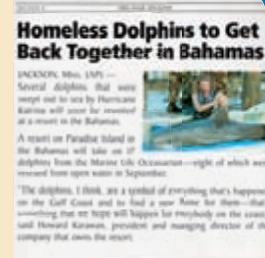 Homeless Dolphins to Get
Back Together in Bahamas
JACKSON, Miss. (AP) —
Several dolphins that were
swept out to sea by Hurricane
Katrina will soon be reunited
at a resort in the Bahamas.
A resort on Paradise Island in
the Bahamas will take on 17
dolphins from the Marine Life Oceanarium —eight of which were
rescued from open water in September.
"The dolphins, I think, are a symbol of everything that's happened
on the Gulf Coast and to find a new home for them—that
something that we hope will happen for everybody on the coast
said Howard Karawan, president and managing director of th
company that owns the resort.